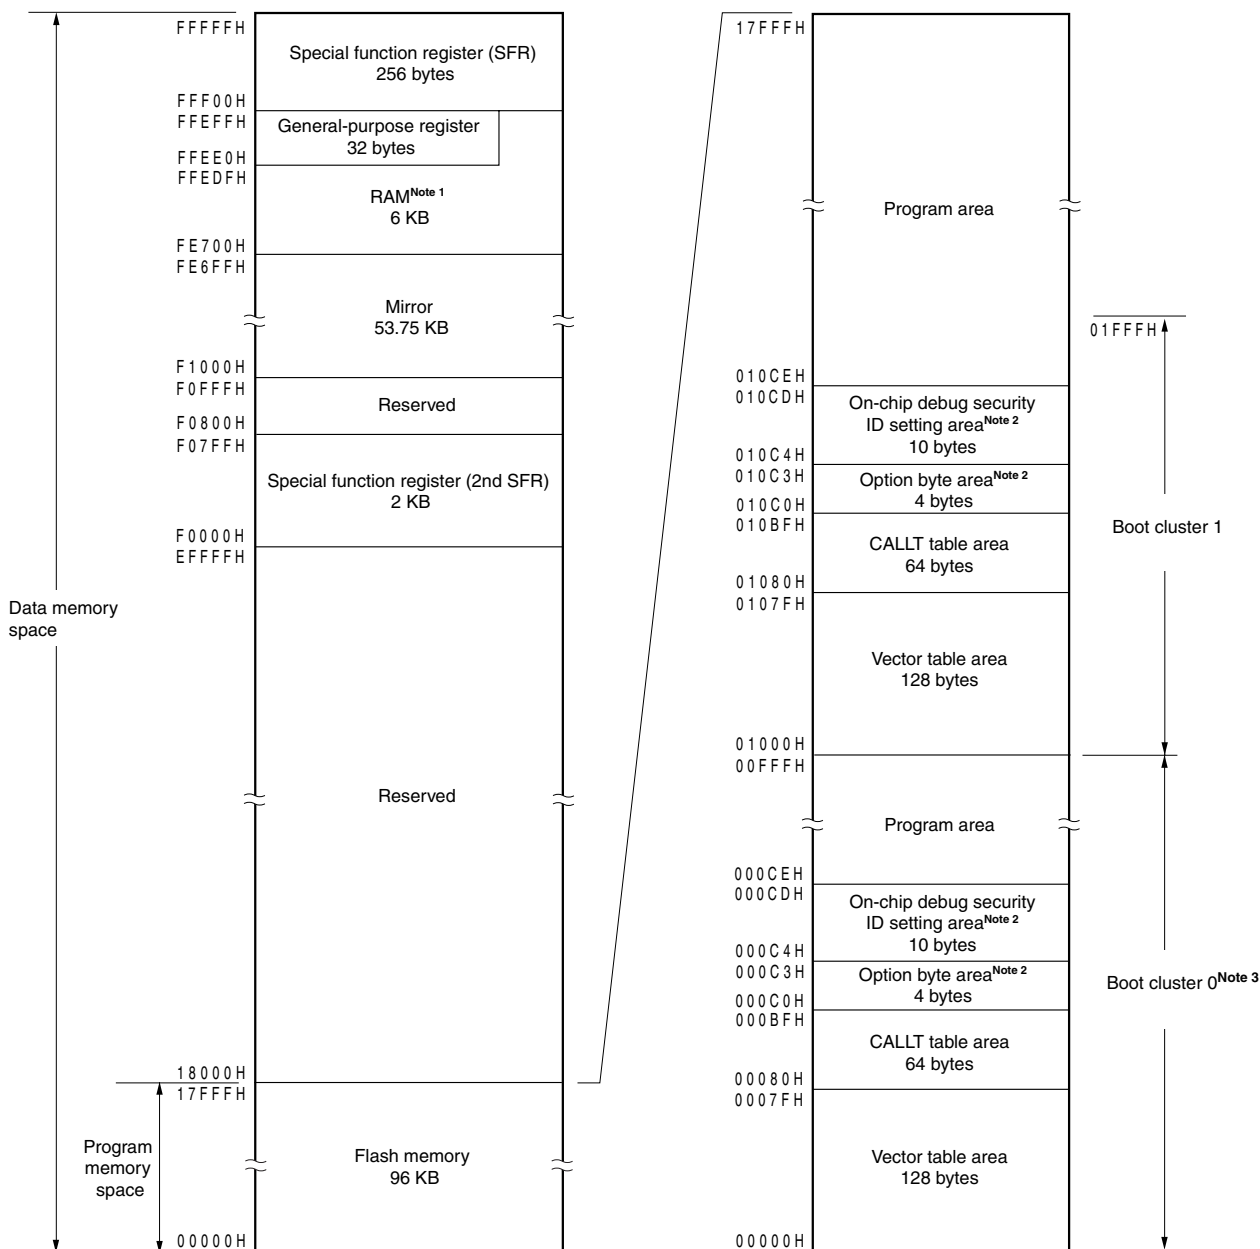 FFFFFH
Special function register (SFR)
256 bytes
FFF00H
FFEFFH
General-purpose register
32 bytes
FFEE0H
FFEDFH
RAMNote 1
6 KB
FE700H
FE6FFH
Mirror
53.75 KB
F1000H
F0FFFH
Reserved
F0800H
F07FFH
Special function register (2nd SFR)
2 KB
F0000H
EFFFFH
Data memory
space
Reserved
18000H
17FFFH
Program
memory
space
Flash memory
96 KB
00000H
17FFFH
Program area
01FFFH
010CEH
010CDH
On-chip debug security
ID setting areaNote 2
10 bytes
010C4H
010C3H
Option byte areaNote 2
4 bytes
010C0H
010BFH
Boot cluster 1
CALLT table area
64 bytes
01080H
0107FH
Vector table area
128 bytes
01000H
00FFFH
Program area
000CEH
000CDH
On-chip debug security
ID setting areaNote 2
10 bytes
000C4H
000C3H
Option byte areaNote 2
4 bytes
Boot cluster 0Note 3
000C0H
000BFH
CALLT table area
64 bytes
00080H
0007FH
Vector table area
128 bytes
00000H